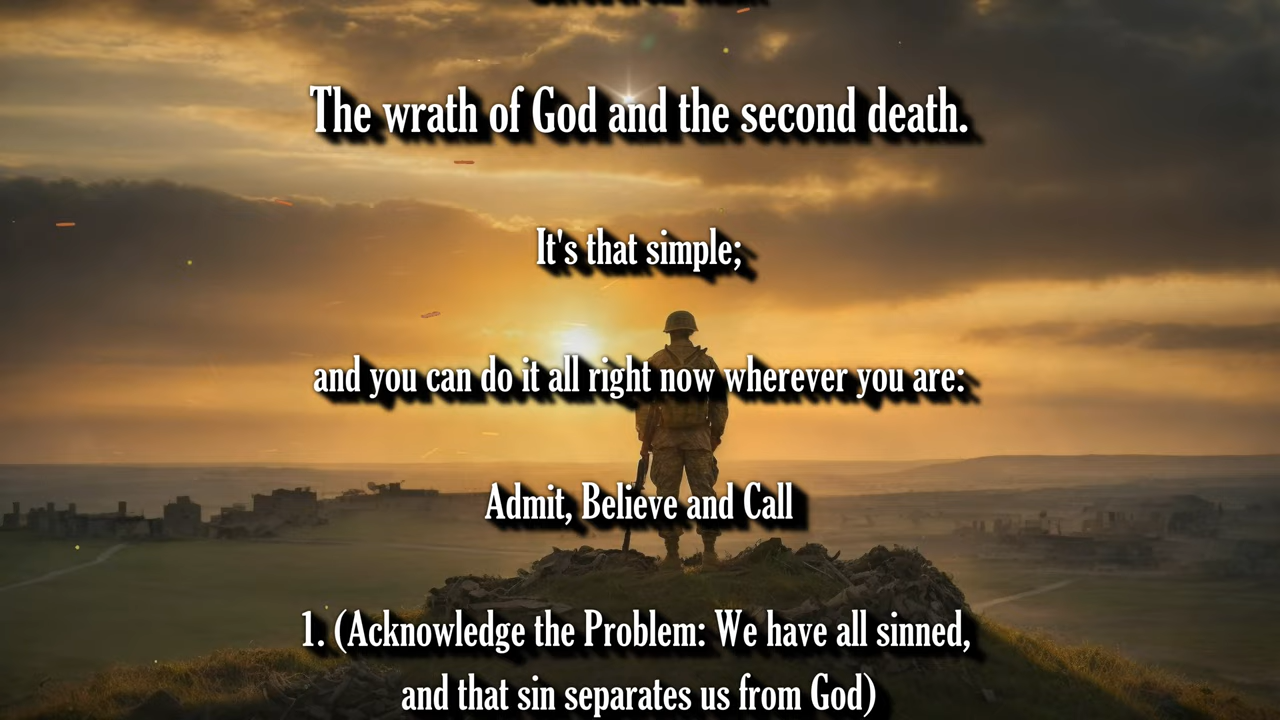 The wrath of God and the second death.
It's that simple;
and you can do it all right now wherever you are:
Admit, Believe and Call
1. (Acknowledge the Problem: We have all sinned,
and that sin separates us from God)